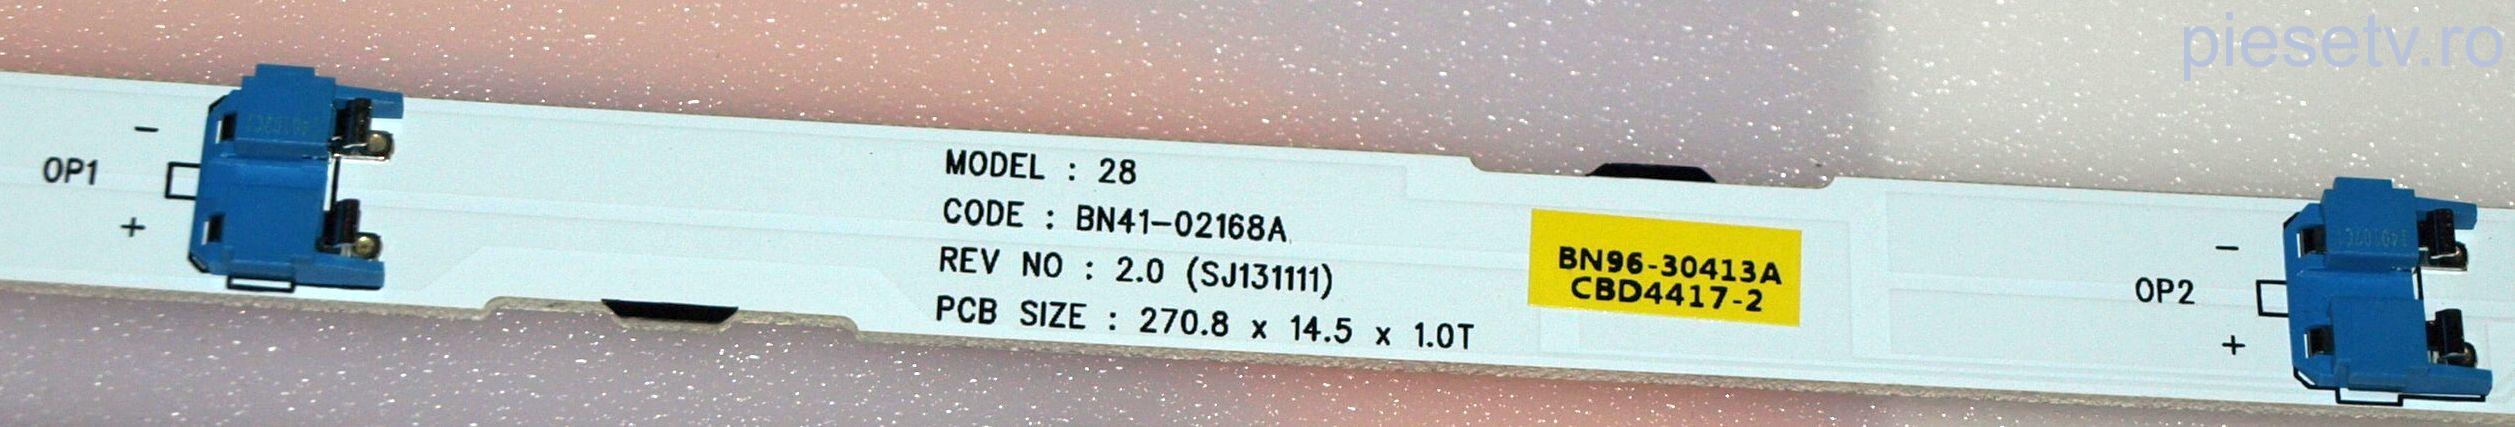 piesetv.ro
-
OP1
+
MODEL : 28
CODE : BN41-02168A
REV NO : 2.0 (SJ131111)
PCB SIZE : 270.8 x 14.5 x 1.0T
BN96-30413A
CBD4417-2
-
OP2
+